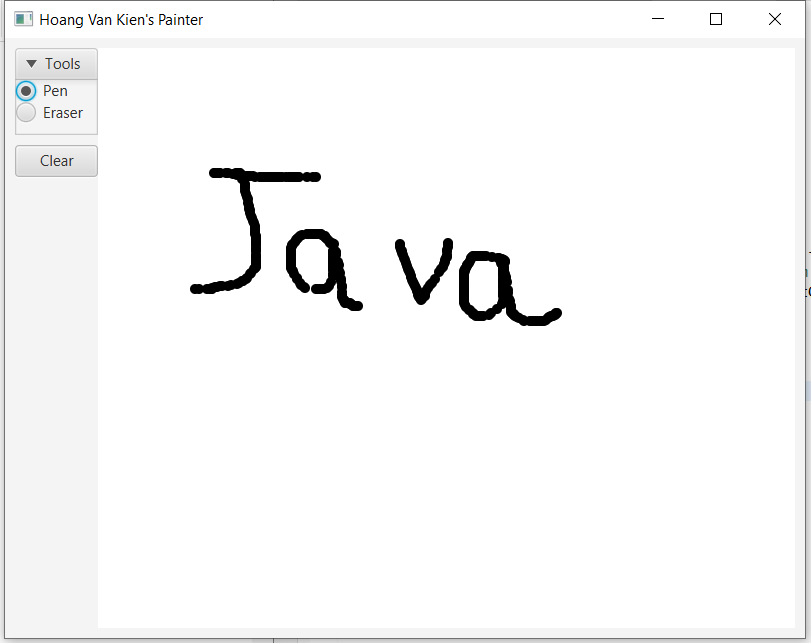 Hoang Van Kien's Painter
Tools
Pen
Eraser
Clear
Java